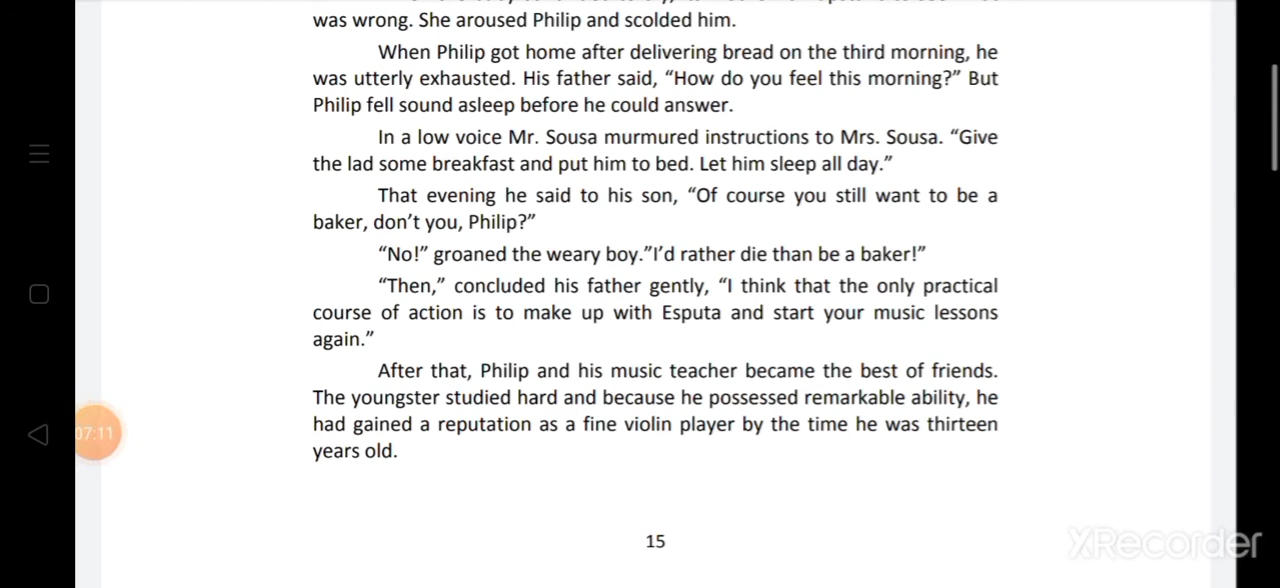 was wrong. She aroused Philip and scolded him.
When Philip got home after delivering bread on the third morning, he
was utterly exhausted. His father said, “How do you feel this morning?” But
Philip fell sound asleep before he could answer.
In a low voice Mr. Sousa murmured instructions to Mrs. Sousa. “Give
the lad some breakfast and put him to bed. Let him sleep all day.”
That evening he said to his son, “Of course you still want to be a
baker, don’t you, Philip?”
“No!” groaned the weary boy.”I’d rather die than be a baker!”
“Then,” concluded his father gently, “I think that the only practical
course of action is to make up with Esputa and start your music lessons
again.”
After that, Philip and his music teacher became the best of friends.
The youngster studied hard and because he possessed remarkable ability, he
had gained a reputation as a fine violin player by the time he was thirteen
years old.
07:11
15
XRecorder